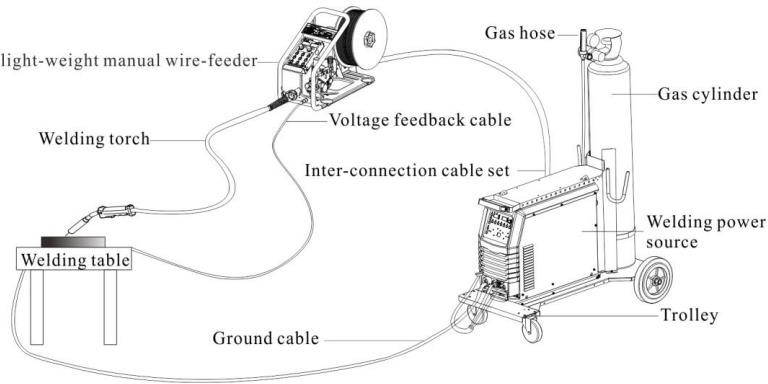 Gas hose
light-weight manual wire-feeder
Gas cylinder
Voltage feedback cable
Welding torch
Inter-connection cable set
Welding power
source
Welding table
Trolley
Ground cable